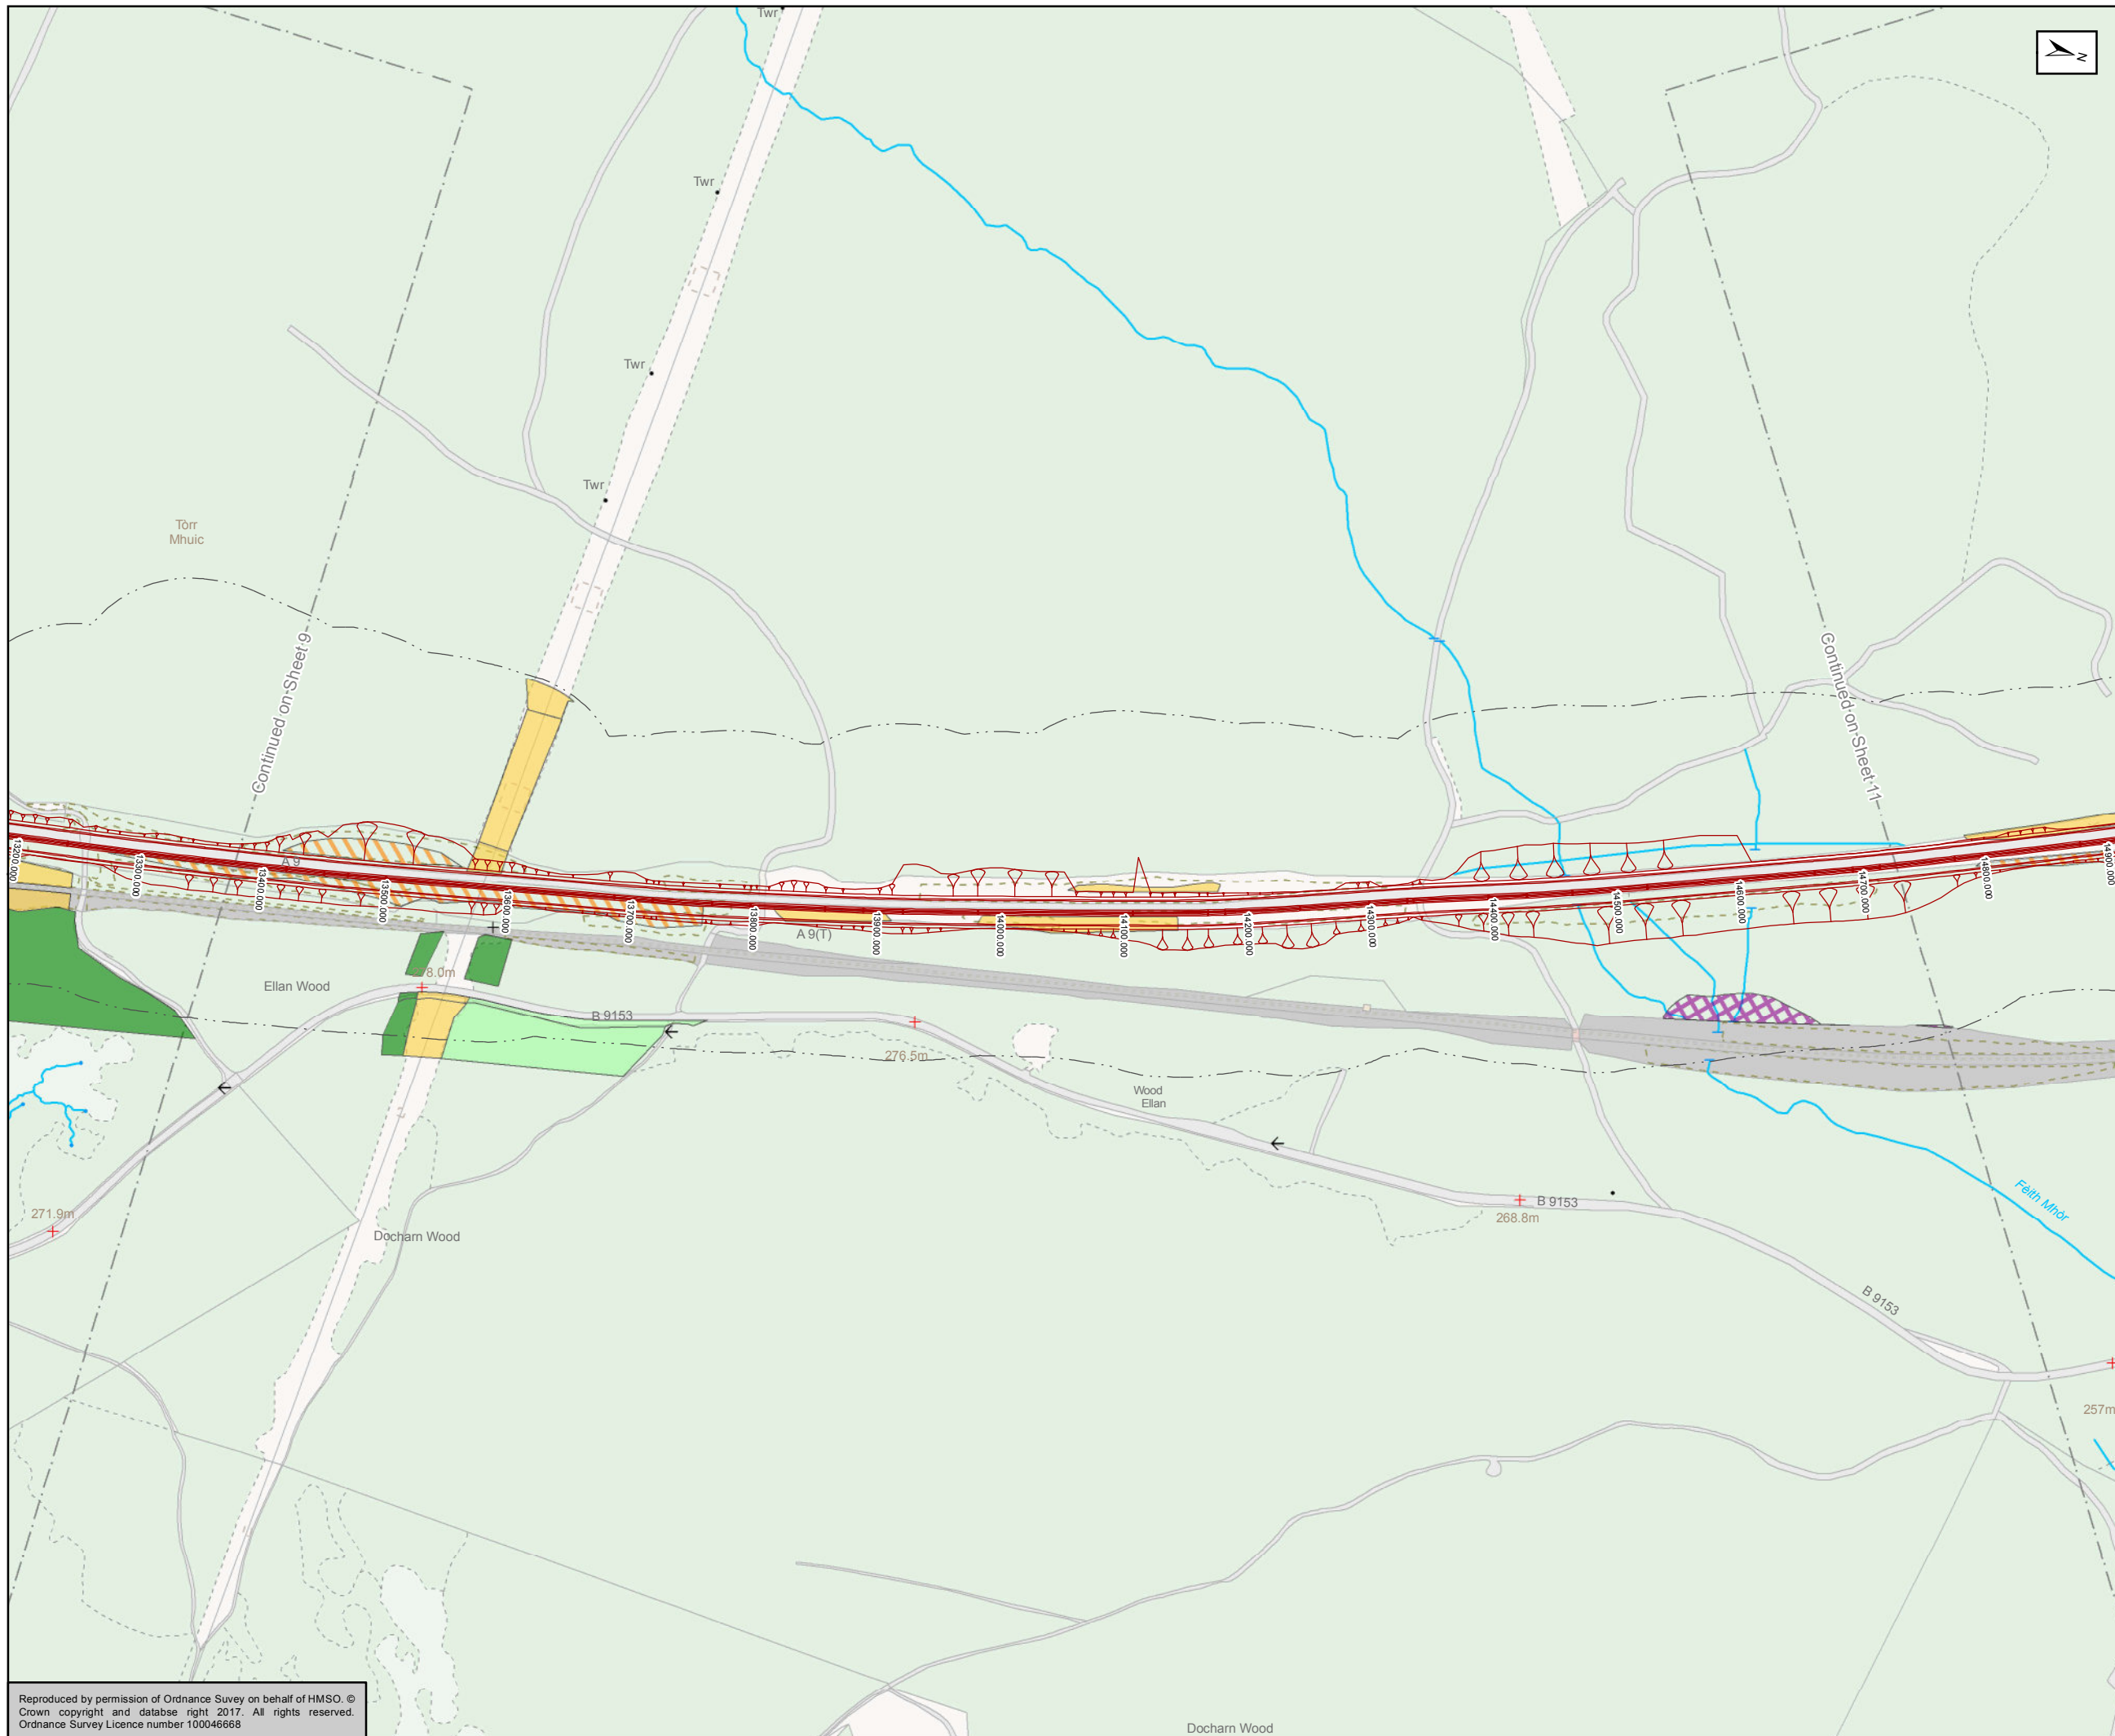 Twr
N
Twr
Twr
Twr
Tòrr
Mhuic
Continued on Sheet 9
Continued on Sheet 11
A 9
13200.000
13300.000
13400.000
13500.000
13600.000
13700.000
13800.000
13900.000
14000.000
14100.000
14200.000
14300.000
14400.000
14500.000
14600.000
14700.000
14800.000
14900.000
A 9(T)
Ellan Wood
B 9153
276.5m
Wood
Ellan
271.9m
B 9153
268.8m
Féith Mhór
Docharn Wood
B 9153
257m
Reproduced by permission of Ordnance Suvey on behalf of HMSO. ©
Crown copyright and databse right 2017. All rights reserved.
Ordnance Survey Licence number 100046668
Docharn Wood